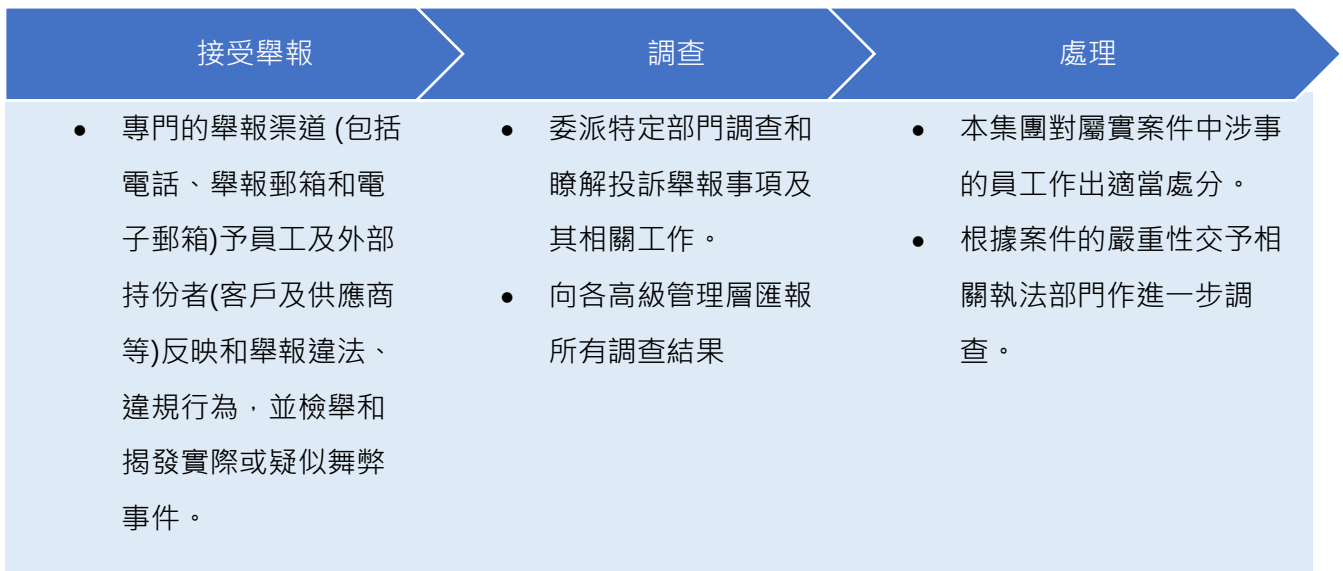 接受舉報
調查
處理
● 專門的舉報渠道 (包括
電話、舉報郵箱和電
子郵箱)予員工及外部
持份者(客戶及供應商
等)反映和舉報違法、
違規行為，並檢舉和
揭發實際或疑似舞弊
事件。
● 委派特定部門調查和
瞭解投訴舉報事項及
其相關工作。
● 向各高級管理層匯報
所有調查結果
● 本集團對屬實案件中涉事
的員工作出適當處分。
● 根據案件的嚴重性交予相
關執法部門作進一步調
查。